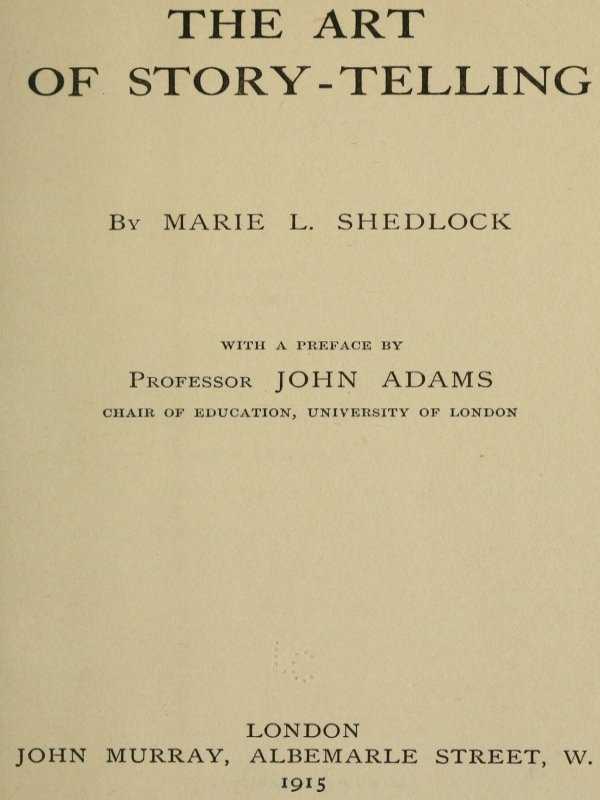 THE ART
OF STORY-TELLING
By MARIE L. SHEDLOCK
WITH A PREFACE BY
PROFESSOR JOHN ADAMS
CHAIR OF EDUCATION, UNIVERSITY OF LONDON
LONDON
JOHN MURRAY, ALBEMARLE STREET, W.
1915